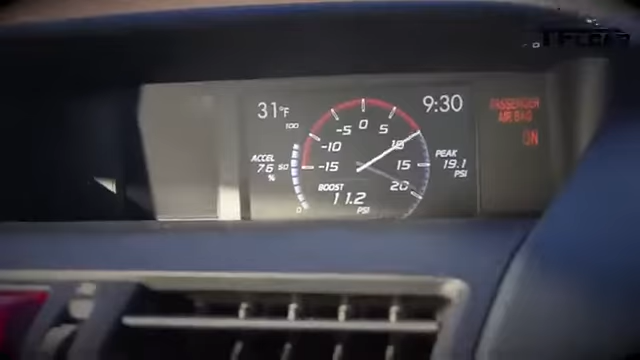 TFLCAR
31°F
9:30
PASSENGER
AIR BAG
ON
100
50
0
ACCEL
76
%
-15
-10
-5
0
5
10
15
20
BOOST
11.2
PSI
PEAK
19.1
PSI